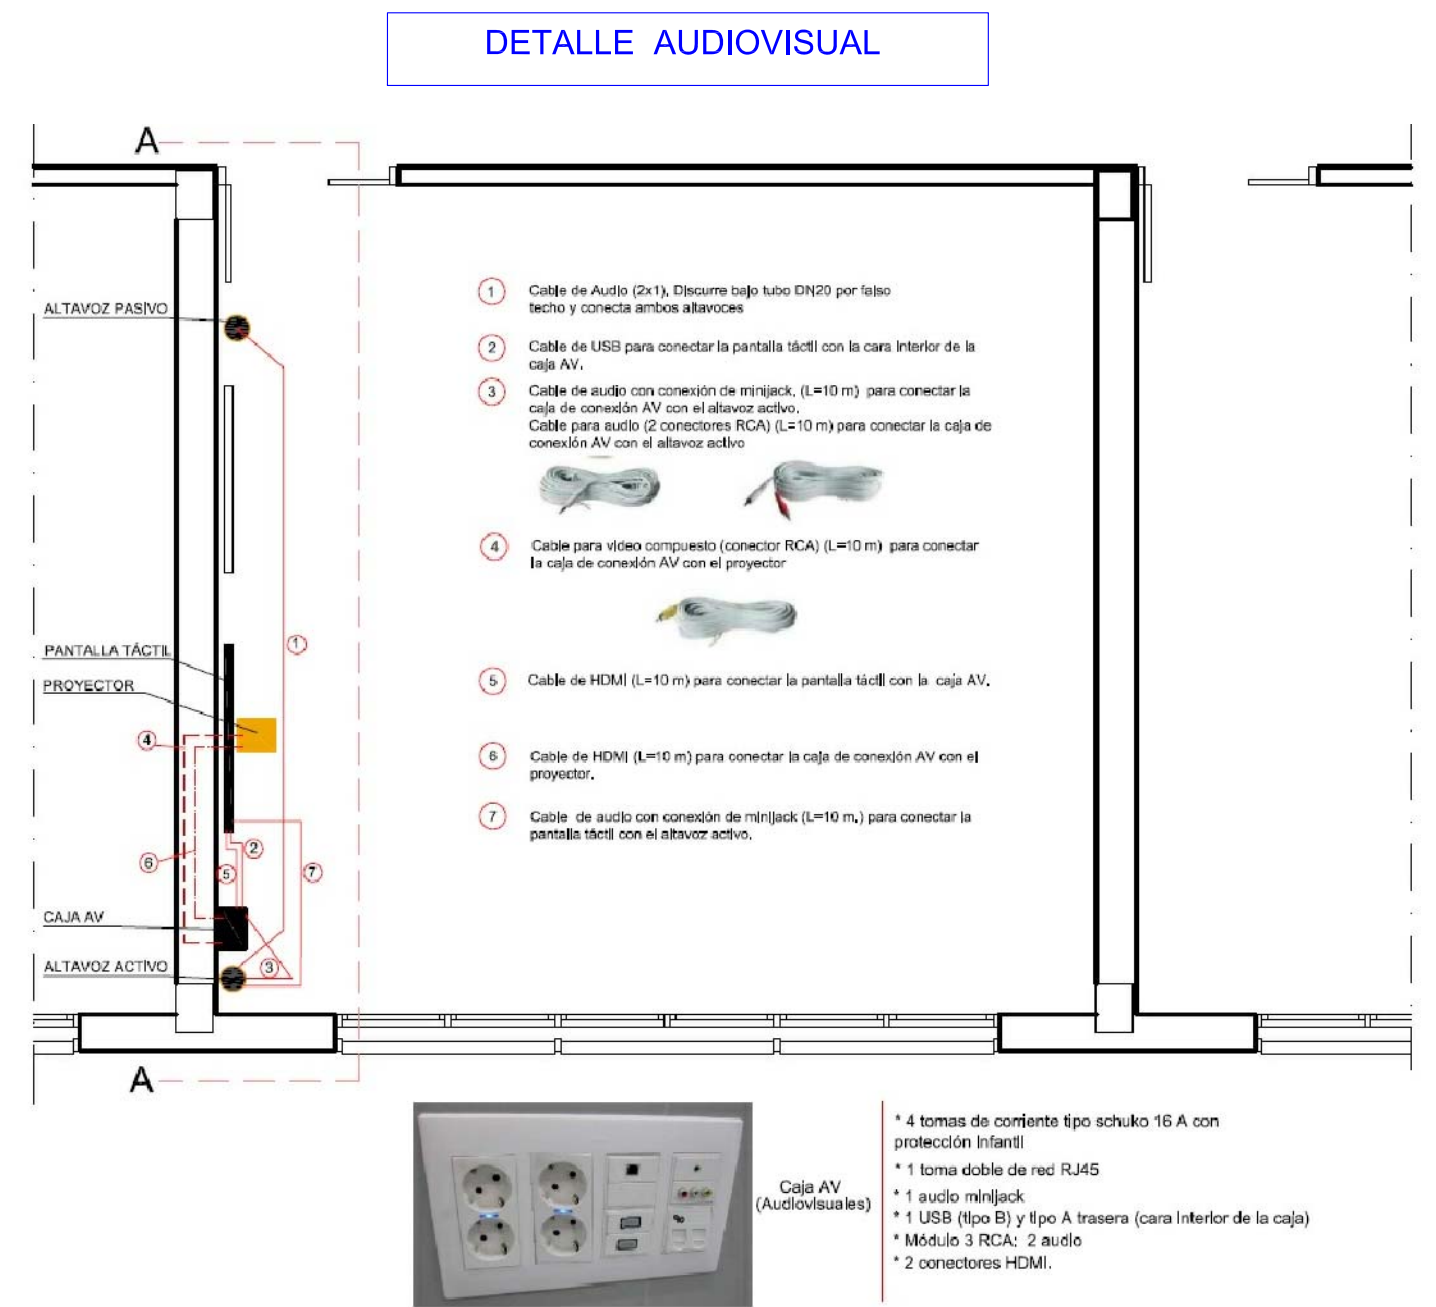 DETALLE AUDIOVISUAL
A
ALTAVOZ PASIVO
1 Cable de Audio (2x1), Discurre bajo tubo DN20 por falso
techo y conecta ambos altavoces
2 Cable de USB para conectar la pantalla táctil con la cara interior de la
caja AV.
3 Cable de audio con conexión de minijack, (L=10 m) para conectar la
caja de conexión AV con el altavoz activo.
Cable para audio (2 conectores RCA) (L=10 m) para conectar la caja de
conexión AV con el altavoz activo
4 Cable para video compuesto (conector RCA) (L=10 m) para conectar
la caja de conexión AV con el proyector
1
PANTALLA TÁCTIL
PROYECTOR
5 Cable de HDMI (L=10 m) para conectar la pantalla táctil con la caja AV.
4
6 Cable de HDMI (L=10 m) para conectar la caja de conexión AV con el
proyector.
7 Cable de audio con conexión de minijack (L=10 m.) para conectar la
pantalla táctil con el altavoz activo.
2
6
5
7
CAJA AV
ALTAVOZ ACTIVO
3
A
Caja AV
(Audiovisuales)
* 4 tomas de corriente tipo schuko 16 A con
protección infantil
* 1 toma doble de red RJ45
* 1 audio minijack
* 1 USB (tipo B) y tipo A trasera (cara interior de la caja)
* Módulo 3 RCA: 2 audio
* 2 conectores HDMI.